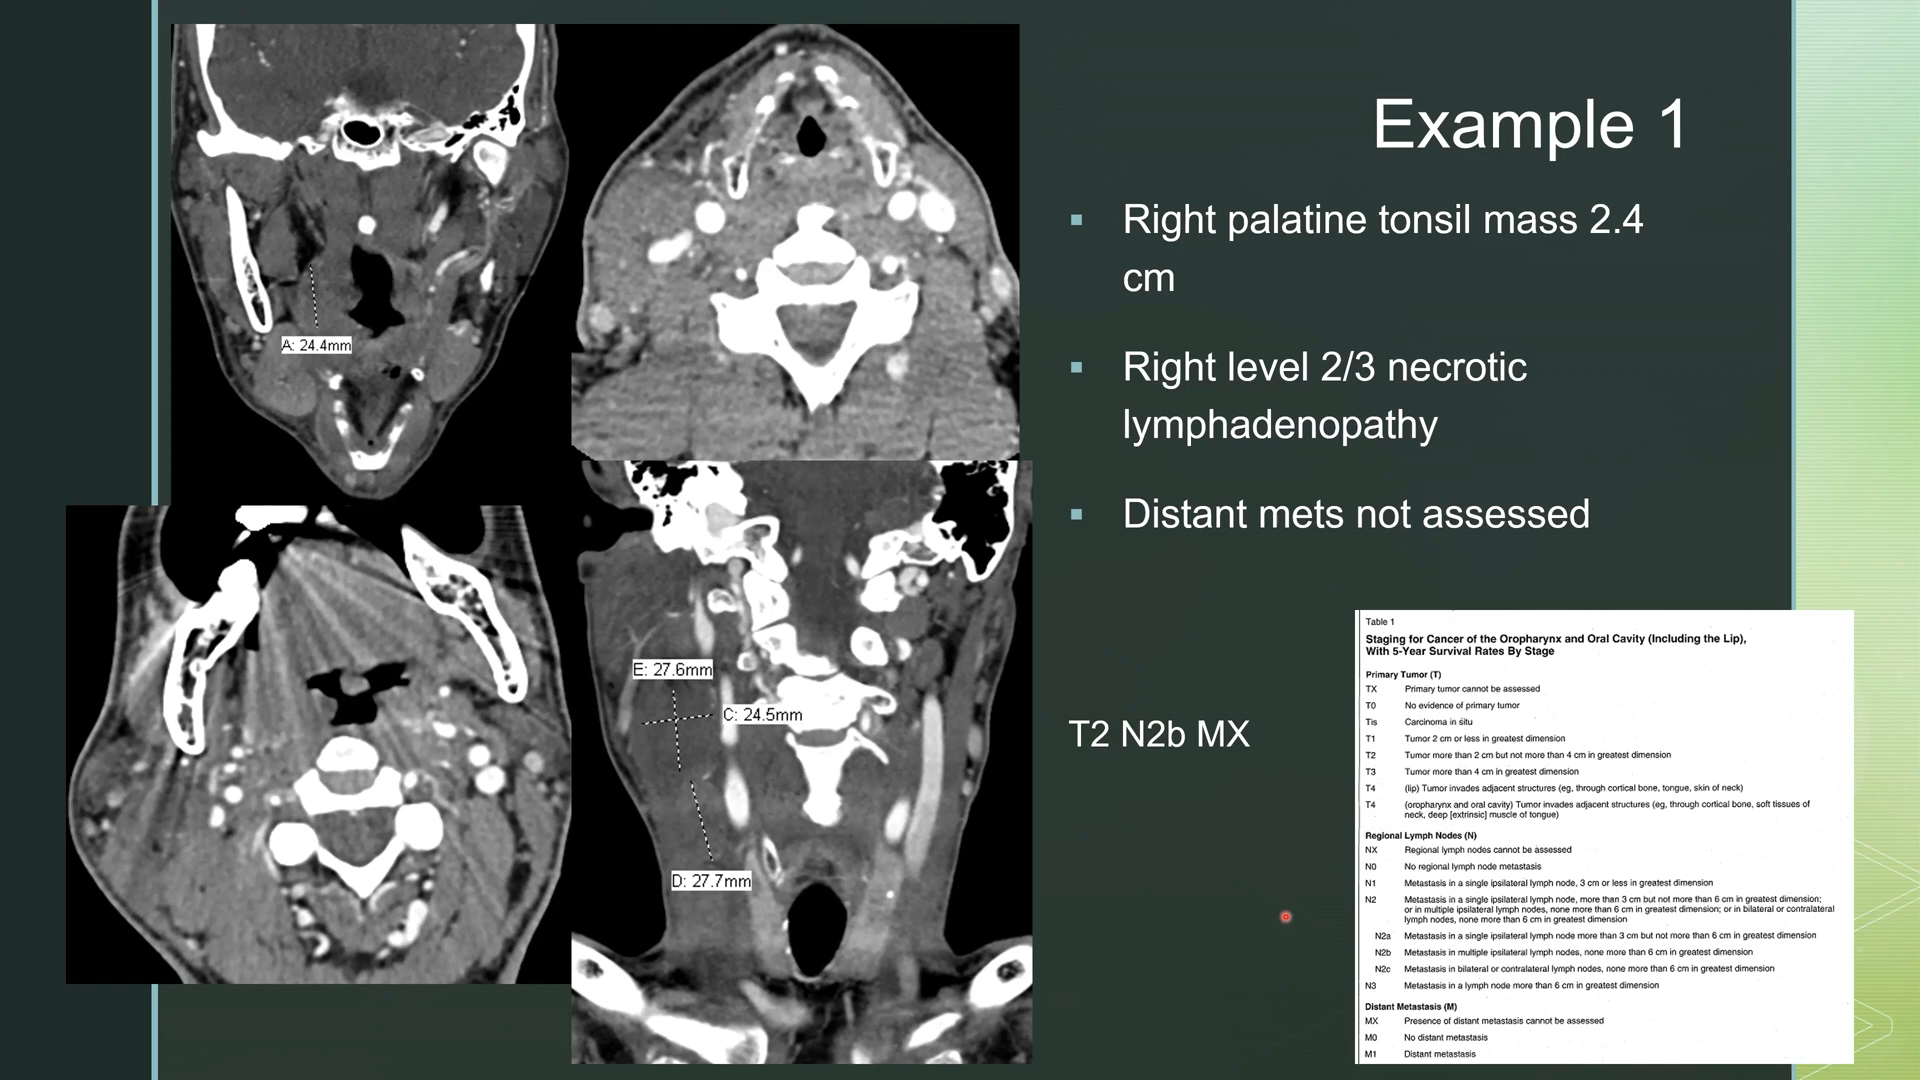 Example 1
▪ Right palatine tonsil mass 2.4
cm
▪ Right level 2/3 necrotic
lymphadenopathy
▪ Distant mets not assessed
T2 N2b MX
A: 24.4mm
E: 27.6mm
C: 24.5mm
D: 27.7mm
Table 1
Staging for Cancer of the Oropharynx and Oral Cavity (Including the Lip),
With 5-Year Survival Rates By Stage
Primary Tumor (T)
TX Primary tumor cannot be assessed
T0 No evidence of primary tumor
Tis Carcinoma in situ
T1 Tumor 2 cm or less in greatest dimension
T2 Tumor more than 2 cm but not more than 4 cm in greatest dimension
T3 Tumor more than 4 cm in greatest dimension
T4 (lip) Tumor invades adjacent structures (eg, through cortical bone, tongue, skin of neck)
T4 (oropharynx and oral cavity) Tumor invades adjacent structures (eg, through cortical bone, soft tissues of
neck, deep [extrinsic] muscle of tongue)
Regional Lymph Nodes (N)
NX Regional lymph nodes cannot be assessed
N0 No regional lymph node metastasis
N1 Metastasis in a single ipsilateral lymph node, 3 cm or less in greatest dimension
N2 Metastasis in a single ipsilateral lymph node, more than 3 cm but not more than 6 cm in greatest dimension;
or in multiple ipsilateral lymph nodes, none more than 6 cm in greatest dimension; or in bilateral or contralateral
lymph nodes, none more than 6 cm in greatest dimension
N2a Metastasis in a single ipsilateral lymph node more than 3 cm but not more than 6 cm in greatest dimension
N2b Metastasis in multiple ipsilateral lymph nodes, none more than 6 cm in greatest dimension
N2c Metastasis in bilateral or contralateral lymph nodes, none more than 6 cm in greatest dimension
N3 Metastasis in a lymph node more than 6 cm in greatest dimension
Distant Metastasis (M)
MX Presence of distant metastasis cannot be assessed
M0 No distant metastasis
M1 Distant metastasis